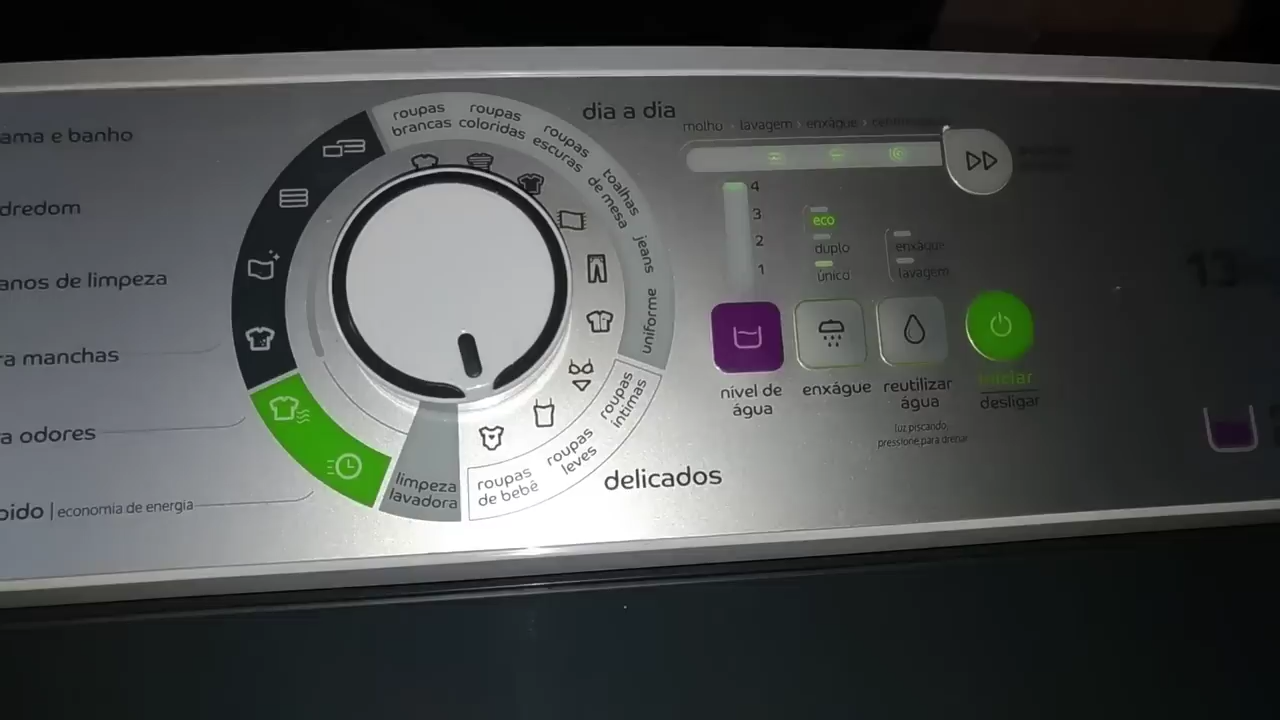 ama e banho
dredom
anos de limpeza
ra manchas
a odores
pido | economia de energia
roupas
brancas
roupas
coloridas
roupas
escuras
toalhas
de mesa
jeans
uniforme
roupas
íntimas
roupas
leves
roupas
de bebê
limpeza
lavadora
dia a dia
delicados
molho lavagem enxágue
4
3
2
1
eco
duplo
único
enxágue
lavagem
nível de
água
enxágue
reutilizar
água
luz piscando,
pressione para drenar
iniciar
desligar
13